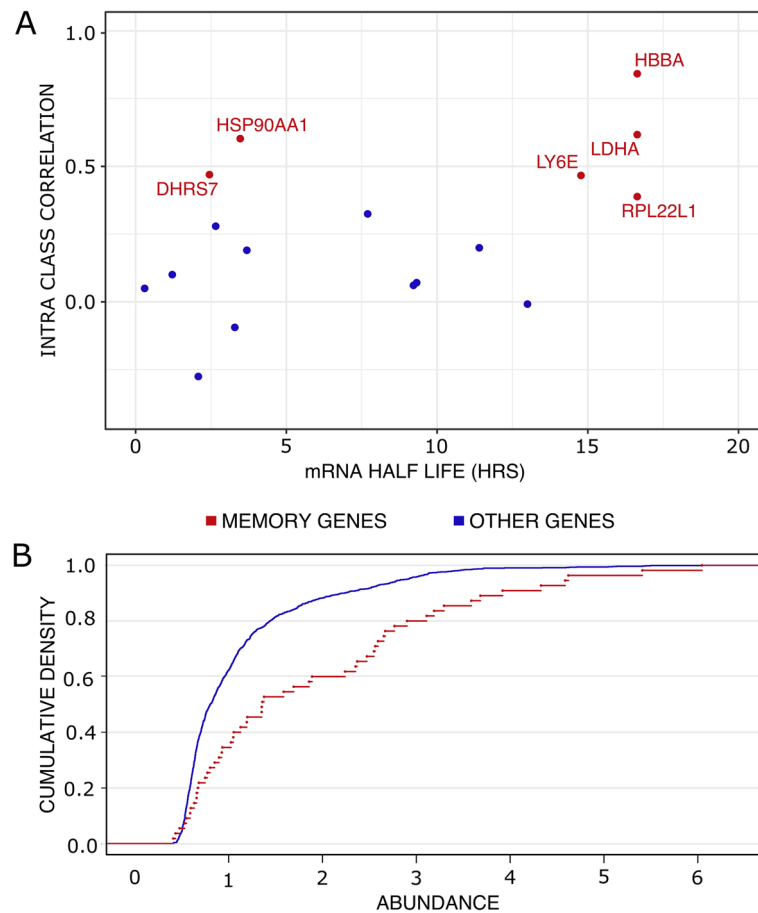 A
INTRA CLASS CORRELATION
1.0
0.5
0.0
HBBA
HSP90AA1
LDHA
LY6E
DHRS7
RPL22L1
0 5 10 15 20
mRNA HALF LIFE (HRS)
MEMORY GENES OTHER GENES
B
CUMULATIVE DENSITY
1.0
0.8
0.6
0.4
0.2
0.0
0 1 2 3 4 5 6
ABUNDANCE